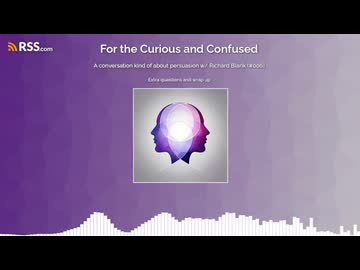 RSS.com
For the Curious and Confused
A conversation kind of about persuasion w/ Richard Blank (#006)
Extra questions and wrap up